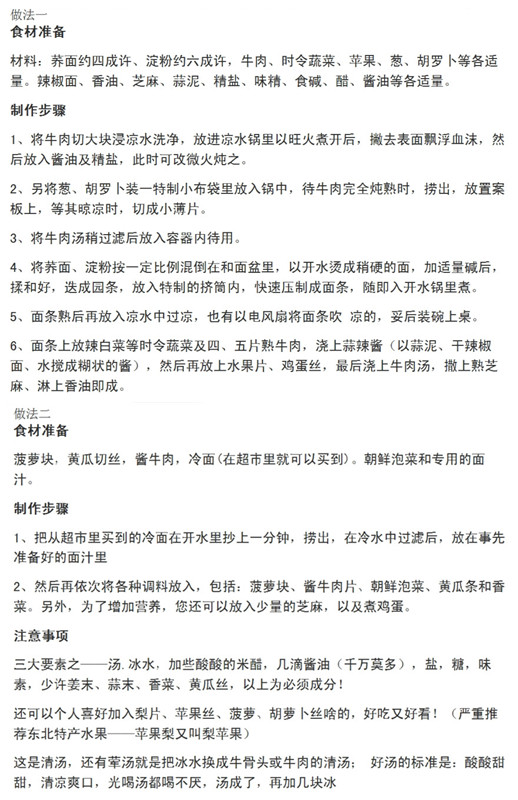 做法一
食材准备
材料：荞面约四成许、淀粉约六成许，牛肉、时令蔬菜、苹果、葱、胡罗卜等各适
量。辣椒面、香油、芝麻、蒜泥、精盐、味精、食碱、醋、酱油等各适量。
制作步骤
1、将牛肉切大块浸凉水洗净，放进凉水锅里以旺火煮开后，撇去表面飘浮血沫，然
后放入酱油及精盐，此时可改微火炖之。
2、另将葱、胡罗卜装一特制小布袋里放入锅中，待牛肉完全炖熟时，捞出，放置案
板上，等其晾凉时，切成小薄片。
3、将牛肉汤稍过滤后放入容器内待用。
4、将荞面、淀粉按一定比例混倒在和面盆里，以开水烫成稍硬的面，加适量碱后，
揉和好，迭成园条，放入特制的挤筒内，快速压制成面条，随即入开水锅里煮。
5、面条熟后再放入凉水中过凉，也有以电风扇将面条吹 凉的，妥后装碗上桌。
6、面条上放辣白菜等时令蔬菜及四、五片熟牛肉，浇上蒜辣酱（以蒜泥、干辣椒
面、水搅成糊状的酱），然后再放上水果片、鸡蛋丝，最后浇上牛肉汤，撒上熟芝
麻、淋上香油即成。
做法二
食材准备
菠萝块，黄瓜切丝，酱牛肉，冷面(在超市里就可以买到)。朝鲜泡菜和专用的面
汁。
制作步骤
1、把从超市里买到的冷面在开水里抄上一分钟，捞出，在冷水中过滤后，放在事先
准备好的面汁里
2、然后再依次将各种调料放入，包括：菠萝块、酱牛肉片、朝鲜泡菜、黄瓜条和香
菜。另外，为了增加营养，您还可以放入少量的芝麻，以及煮鸡蛋。
注意事项
三大要素之——汤.冰水，加些酸酸的米醋，几滴酱油（千万莫多），盐，糖，味
素，少许姜末、蒜末、香菜、黄瓜丝，以上为必须成分！
还可以个人喜好加入梨片、苹果丝、菠萝、胡萝卜丝啥的，好吃又好看！（严重推
荐东北特产水果——苹果梨又叫梨苹果）
这是清汤，还有荤汤就是把冰水换成牛骨头或牛肉的清汤； 好汤的标准是：酸酸甜
甜，清凉爽口，光喝汤都喝不厌，汤成了，再加几块冰